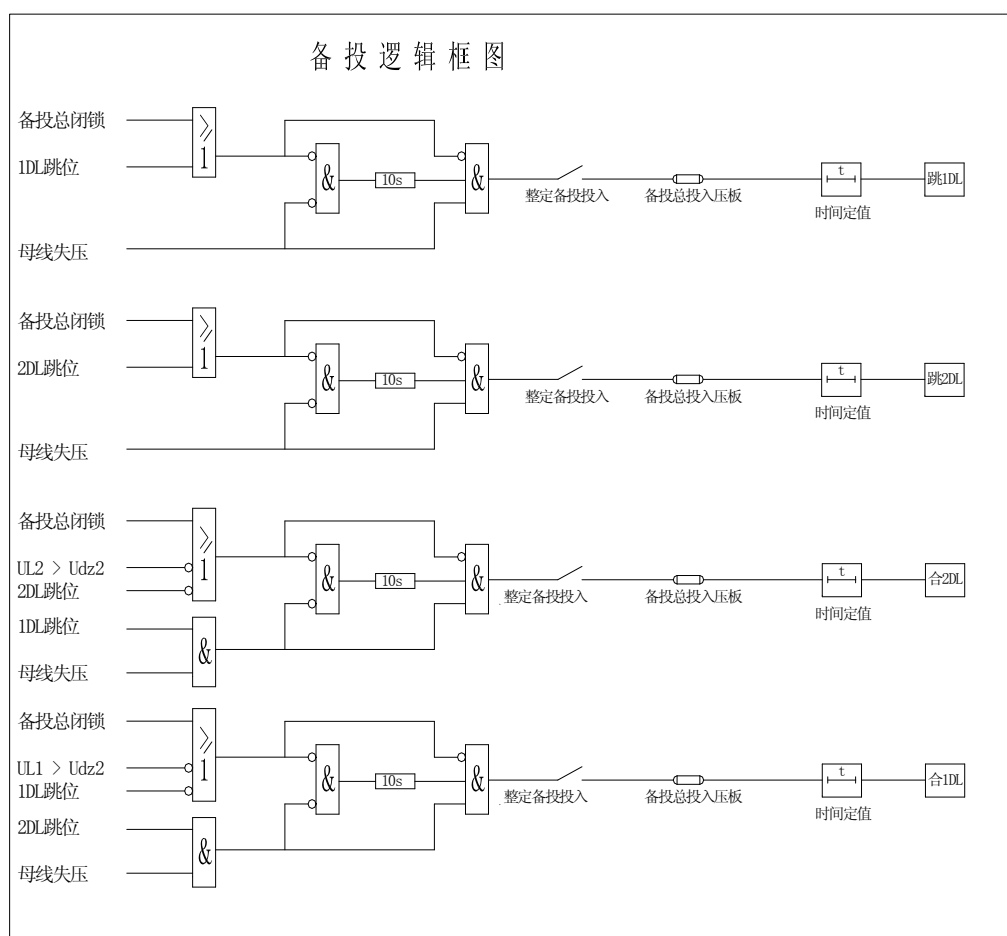 备投逻辑框图
备投总闭锁
≥1
1DL跳位
&
10s
&
整定备投投入
备投总投入压板
t
时间定值
跳1DL
母线失压
备投总闭锁
≥1
2DL跳位
&
10s
&
整定备投投入
备投总投入压板
t
时间定值
跳2DL
母线失压
备投总闭锁
≥1
UL2 > Udz2
2DL跳位
&
10s
&
整定备投投入
备投总投入压板
t
时间定值
合2DL
1DL跳位
&
母线失压
备投总闭锁
≥1
UL1 > Udz2
1DL跳位
&
10s
&
整定备投投入
备投总投入压板
t
时间定值
合1DL
2DL跳位
&
母线失压